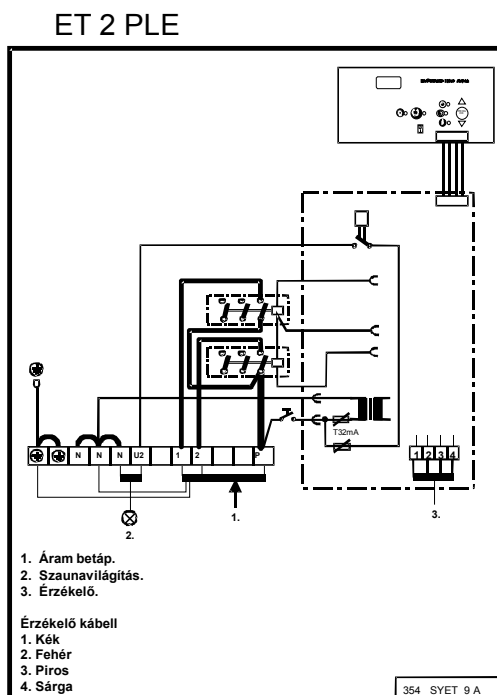 ET 2 PLE
T32mA
N N N U2 1 2 P
1 2 3 4
2.
1.
3.
1. Áram betáp.
2. Szaunavilágítás.
3. Érzékelő.
Érzékelő kábell
1. Kék
2. Fehér
3. Piros
4. Sárga
354 SYET 9 A